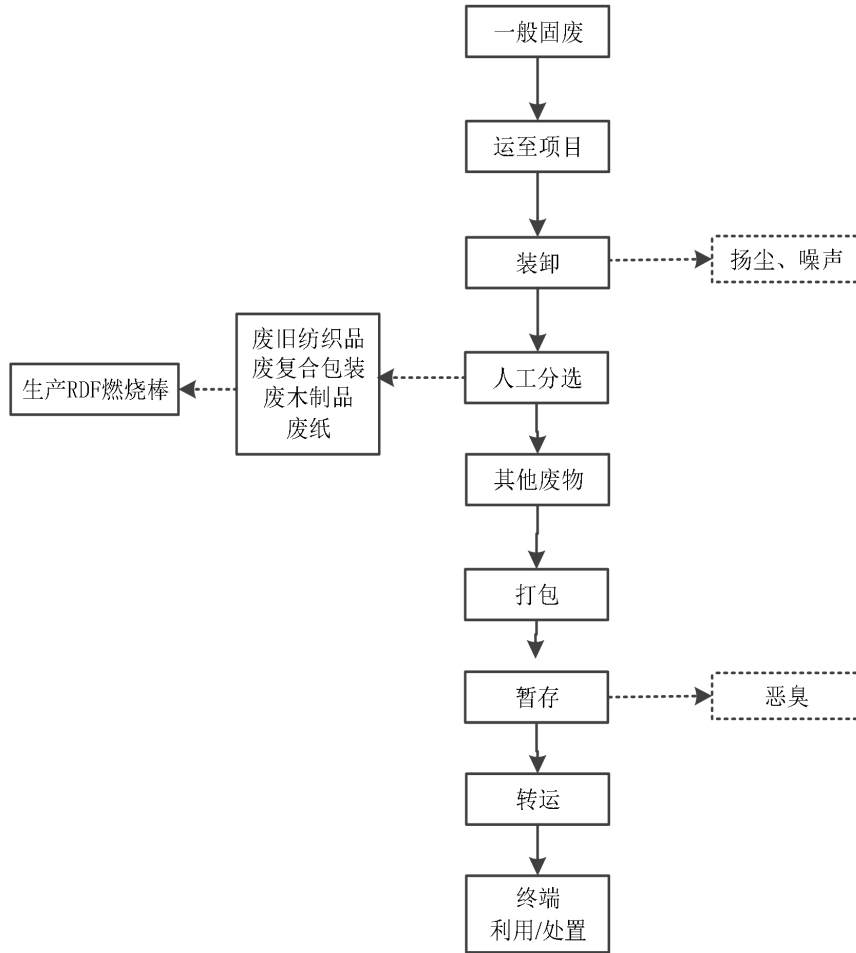 一般固废
运至项目
装卸
扬尘、噪声
废旧纺织品
废复合包装
废木制品
废纸
生产RDF燃烧棒
人工分选
其他废物
打包
暂存
恶臭
转运
终端
利用/处置